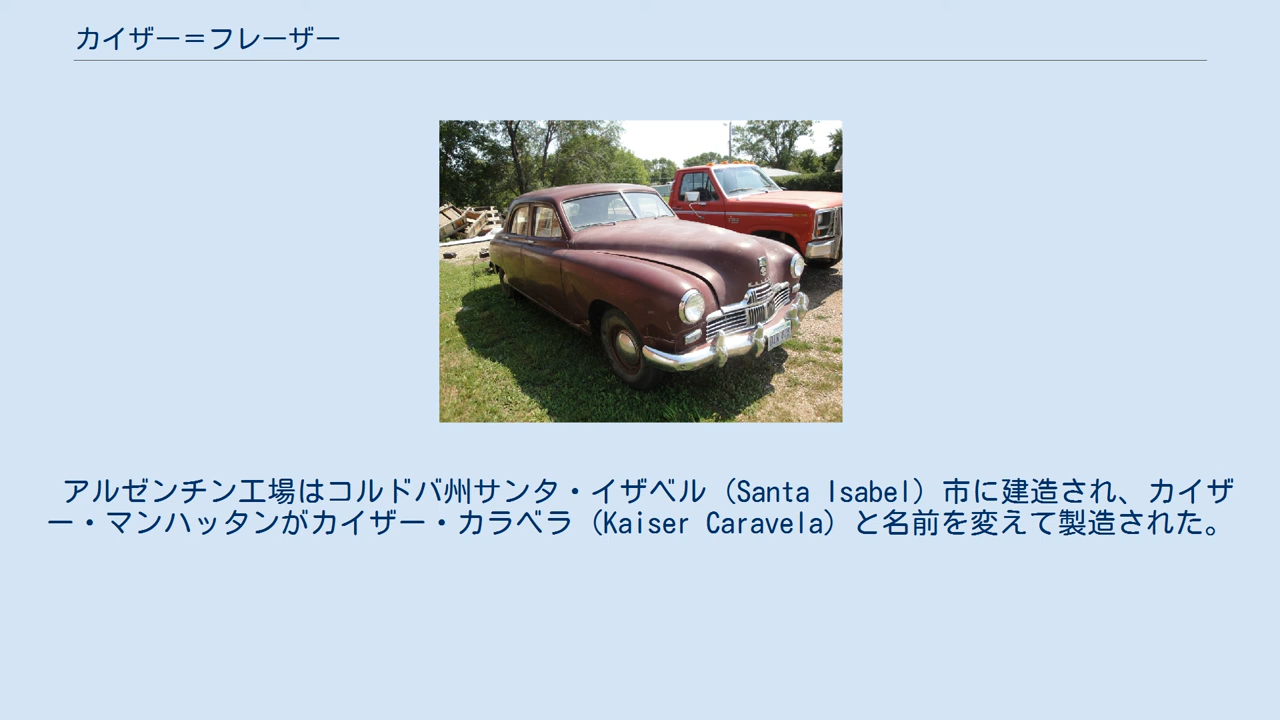 カイザー＝フレーザー
アルゼンチン工場はコルドバ州サンタ・イザベル（Santa Isabel）市に建造され、カイザ
ー・マンハッタンがカイザー・カラベラ（Kaiser Caravela）と名前を変えて製造された。